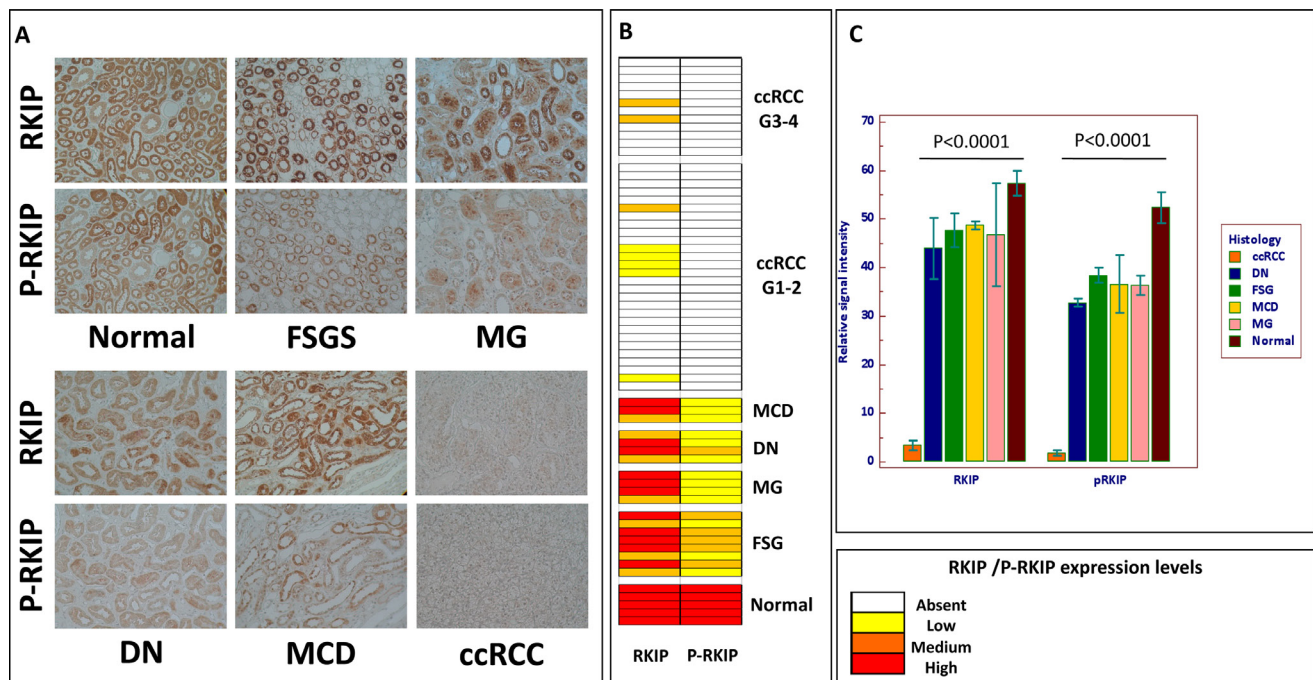 A
RKIP
P-RKIP
Normal FSGS MG
RKIP
P-RKIP
DN MCD ccRCC
B
ccRCC
G3-4
ccRCC
G1-2
MCD
DN
MG
FSG
Normal
RKIP P-RKIP
C
70
60
50
40
30
20
10
0
Relative signal intensity
P<0.0001 P<0.0001
RKIP pRKIP
Histology
ccRCC
DN
FSG
MCD
MG
Normal
RKIP /P-RKIP expression levels
Absent
Low
Medium
High